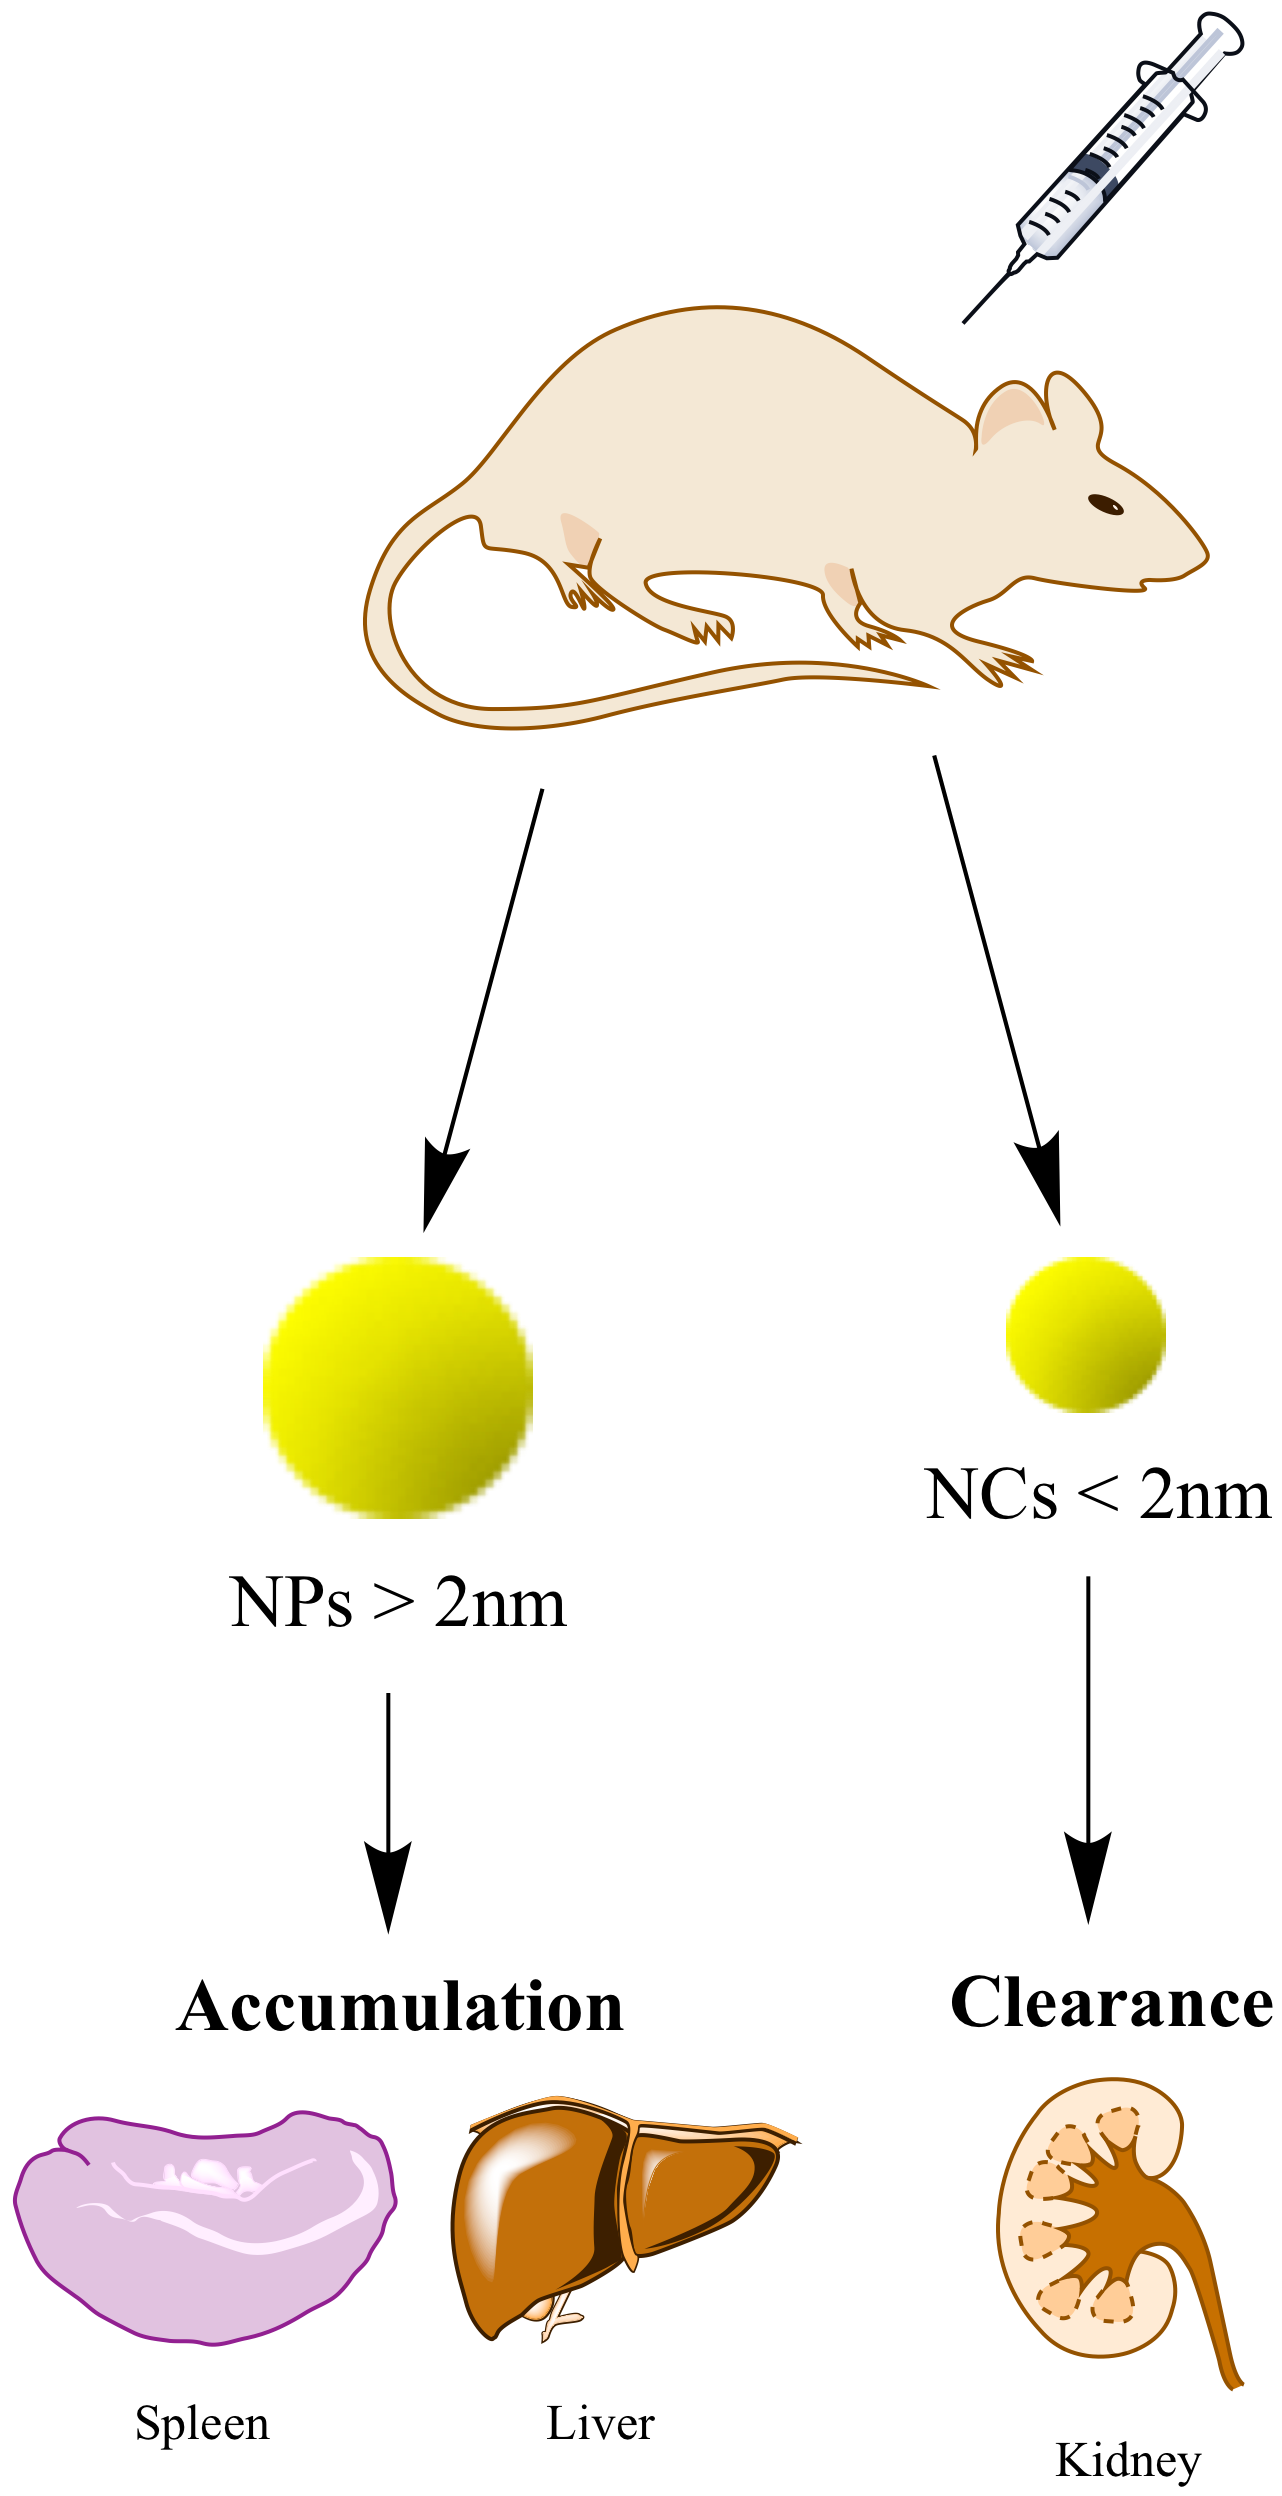 NCs < 2nm
NPs > 2nm
Accumulation
Clearance
Spleen
Liver
Kidney